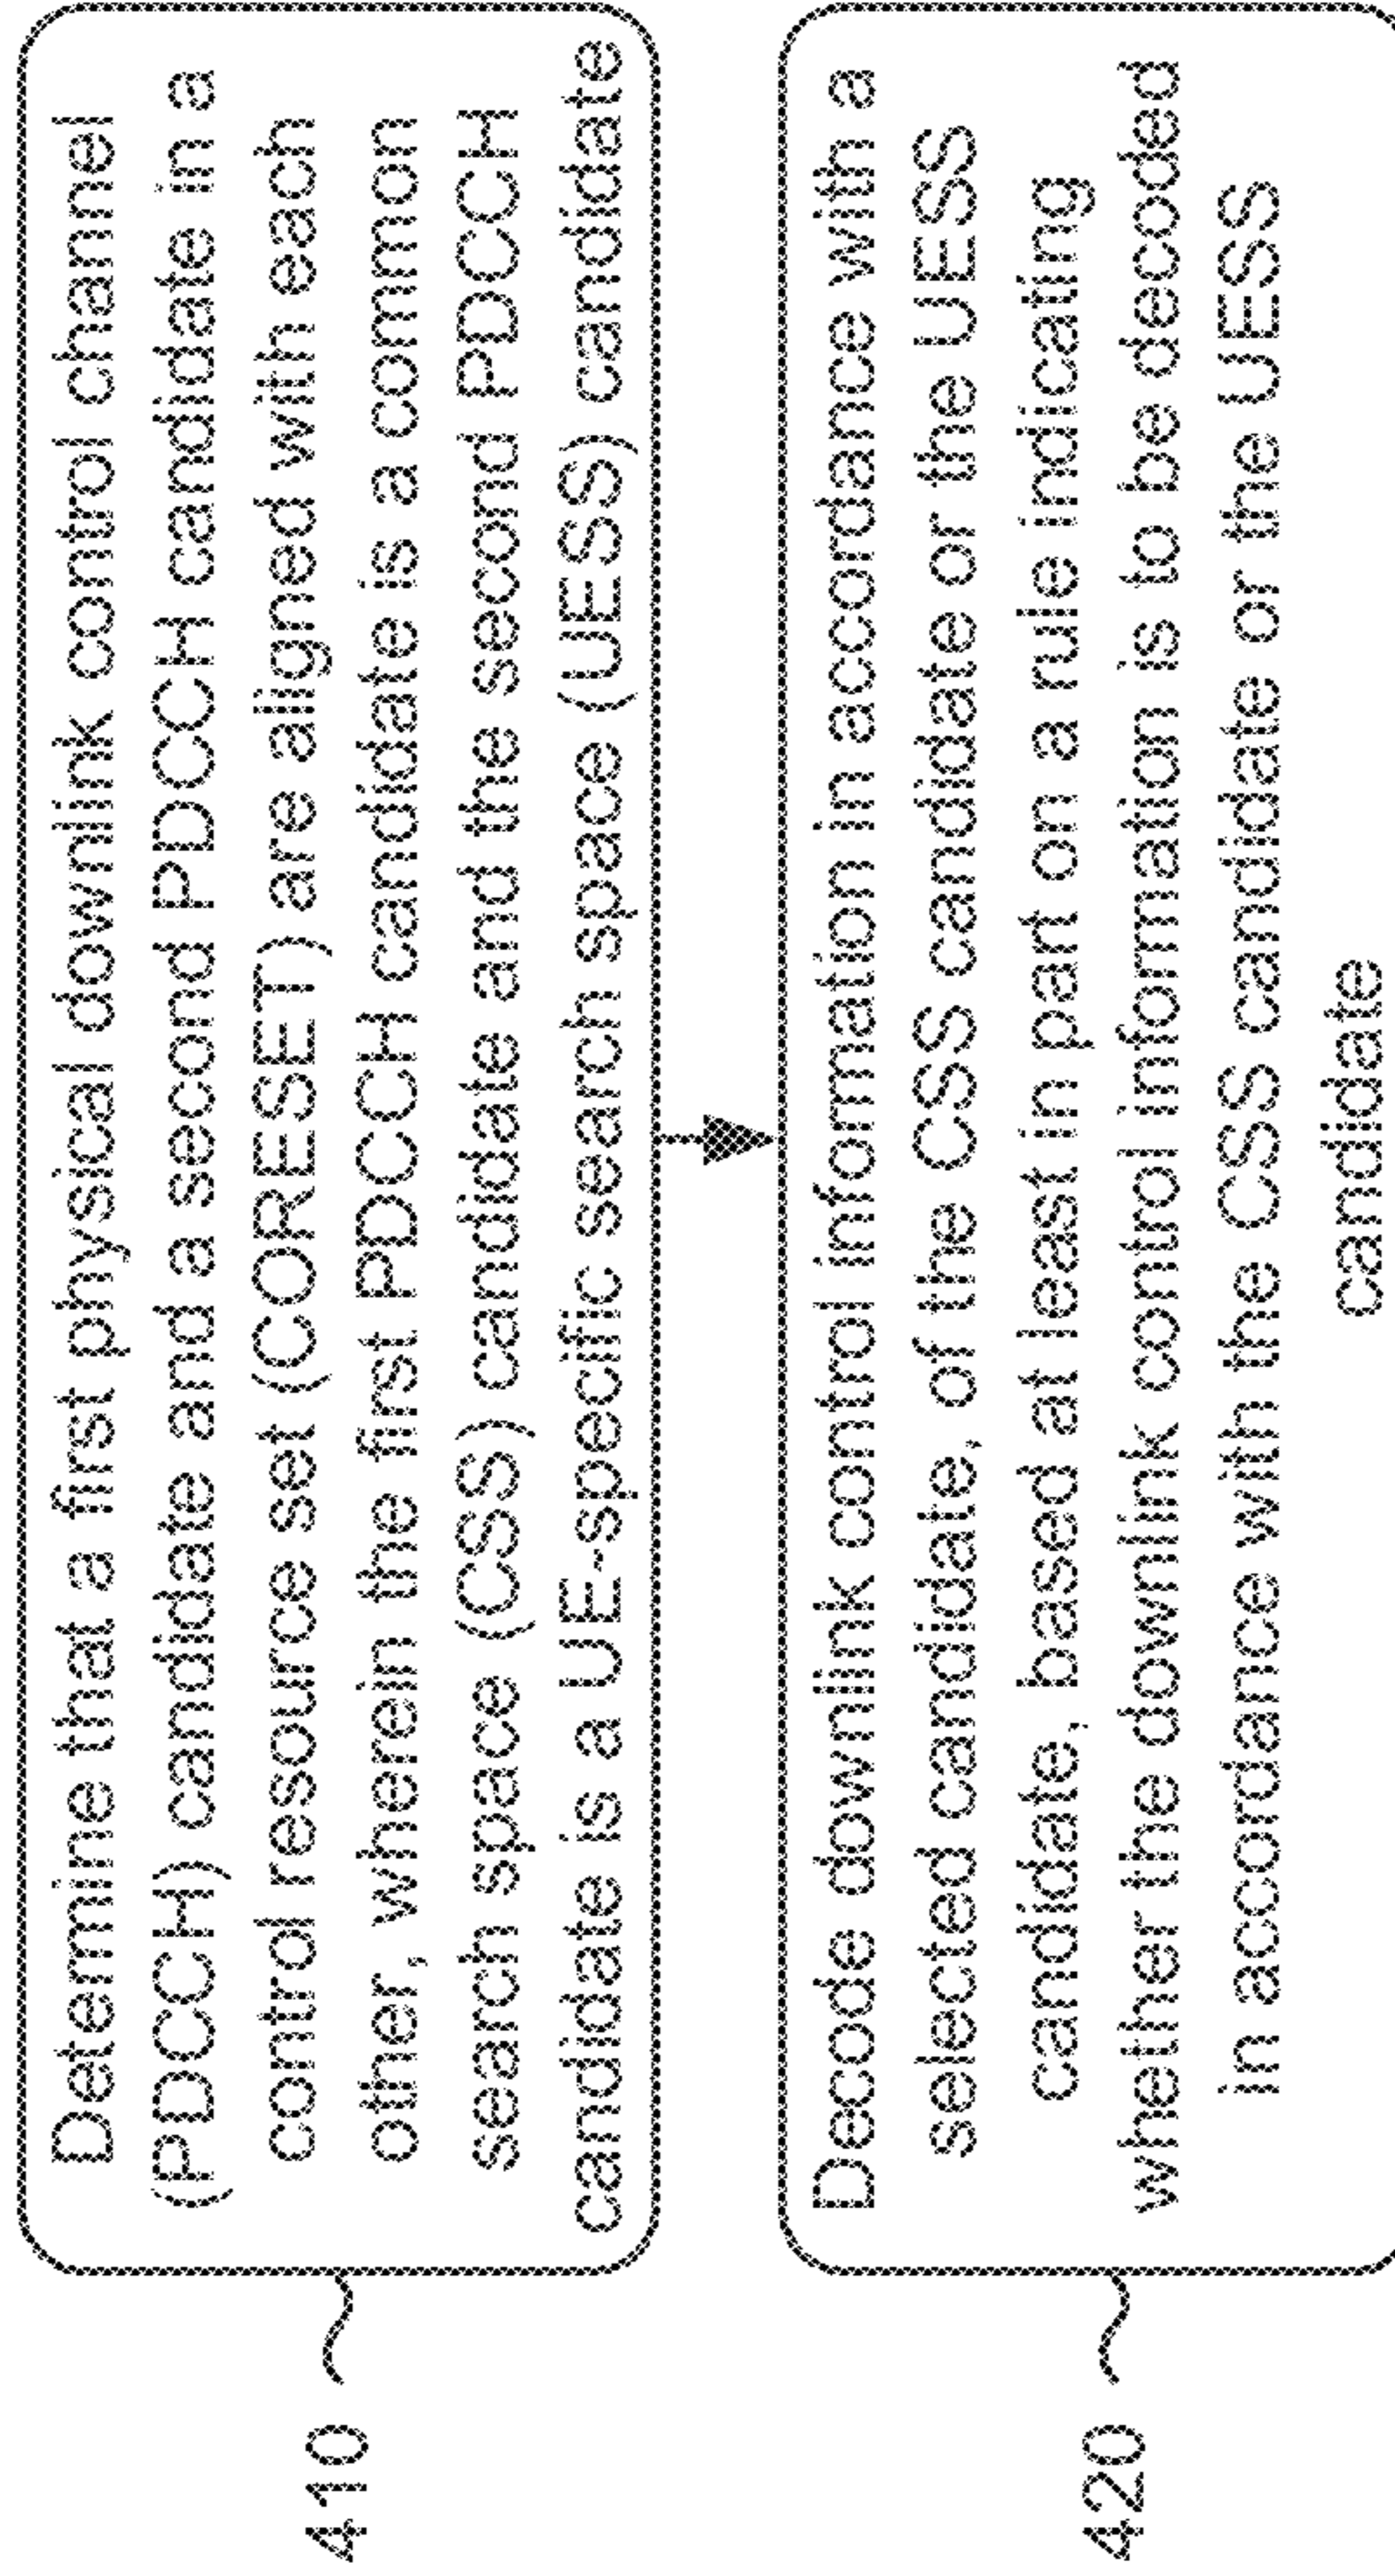 Determine that a first physical downlink control channel
(PDCCH) candidate and a second PDCCH candidate in a
control resource set (CORESET) are aligned with each
other, wherein the first PDCCH candidate is a common
search space (CSS) candidate and the second PDCCH
candidate is a UE-specific search space (UESS) candidate
410
Decode downlink control information in accordance with a
selected candidate, of the CSS candidate or the UESS
candidate, based at least in part on a rule indicating
whether the downlink control information is to be decoded
in accordance with the CSS candidate or the UESS
candidate
420